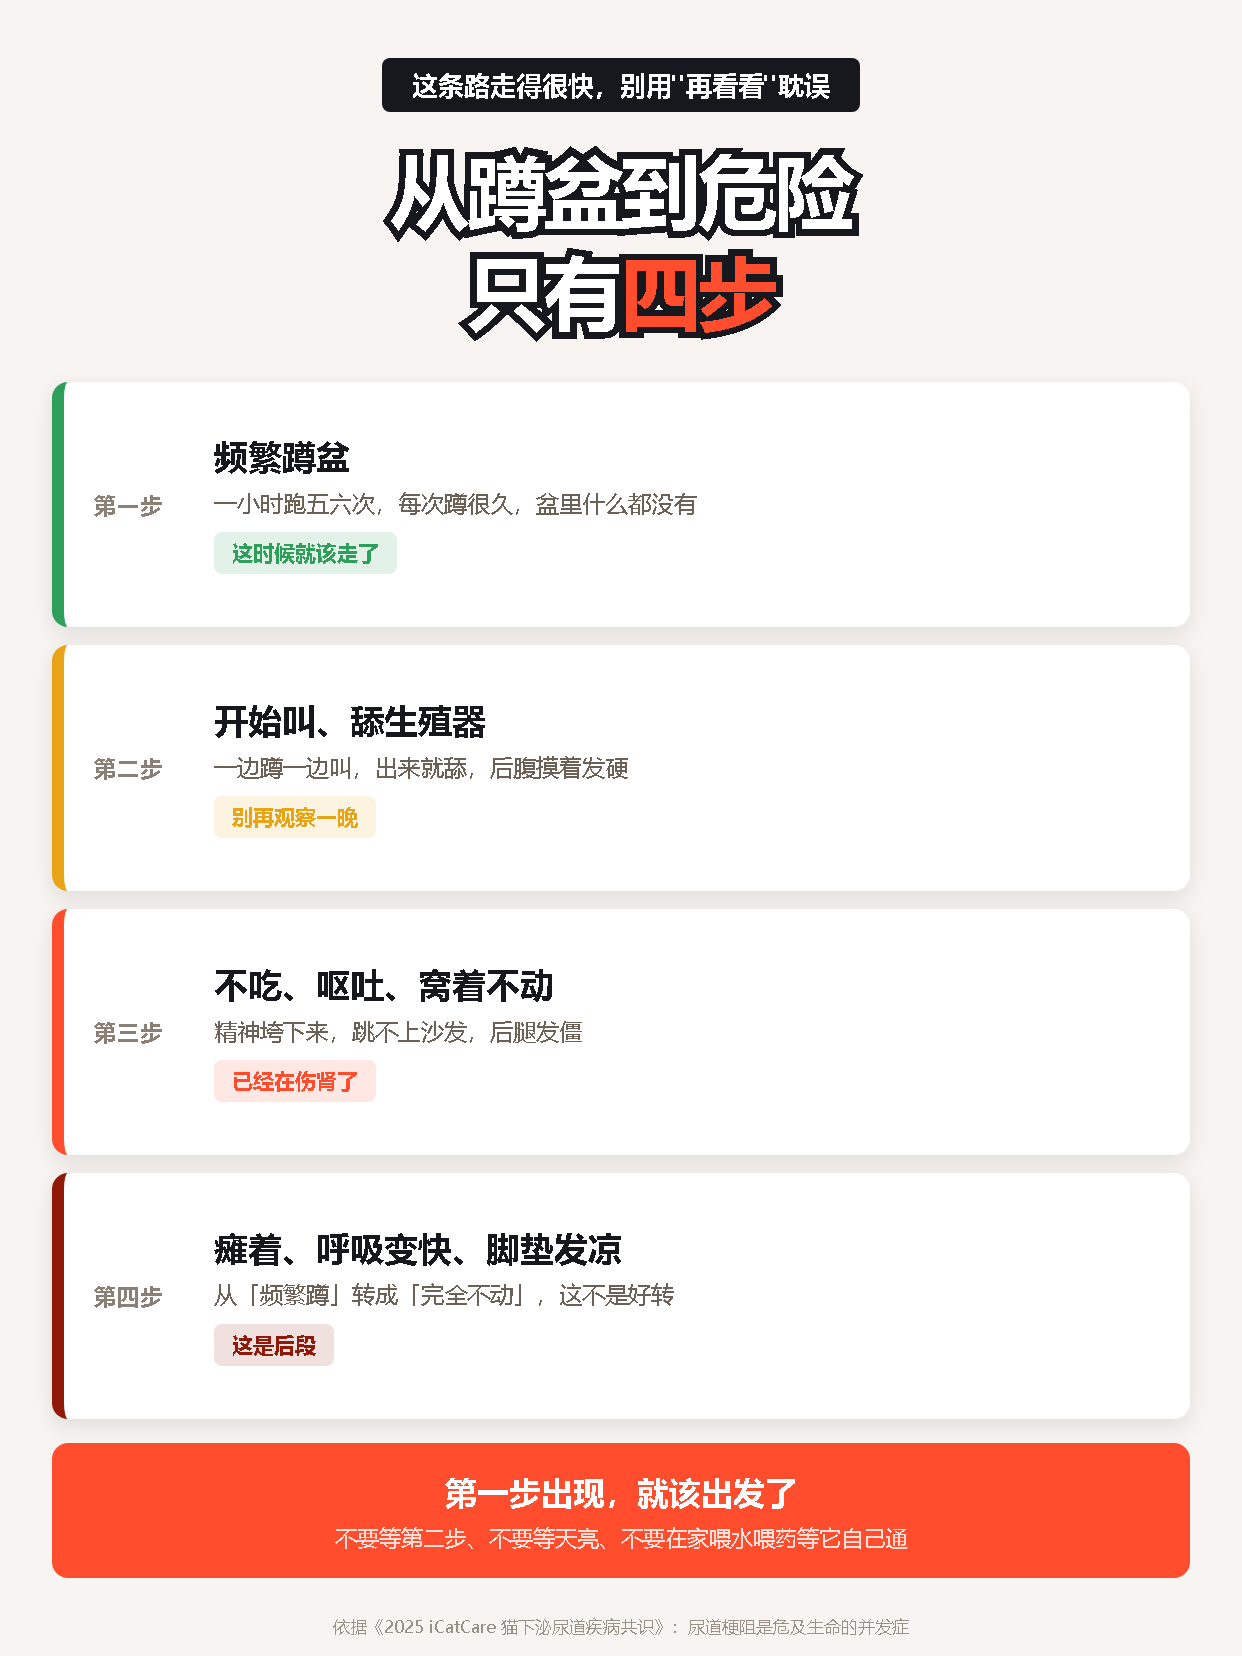 这条路走得很快，别用"再看看"耽误
从蹲盆到危险
只有四步
频繁蹲盆
第一步
一小时跑五六次，每次蹲很久，盆里什么都没有
这时候就该走了
开始叫、舔生殖器
第二步
一边蹲一边叫，出来就舔，后腹摸着发硬
别再观察一晚
不吃、呕吐、窝着不动
第三步
精神垮下来，跳不上沙发，后腿发僵
已经在伤肾了
瘫着、呼吸变快、脚垫发凉
第四步
从「频繁蹲」转成「完全不动」，这不是好转
这是后段
第一步出现，就该出发了
不要等第二步、不要等天亮、不要在家喂水喂药等它自己通
依据《2025 iCatCare 猫下泌尿道疾病共识》：尿道梗阻是危及生命的并发症